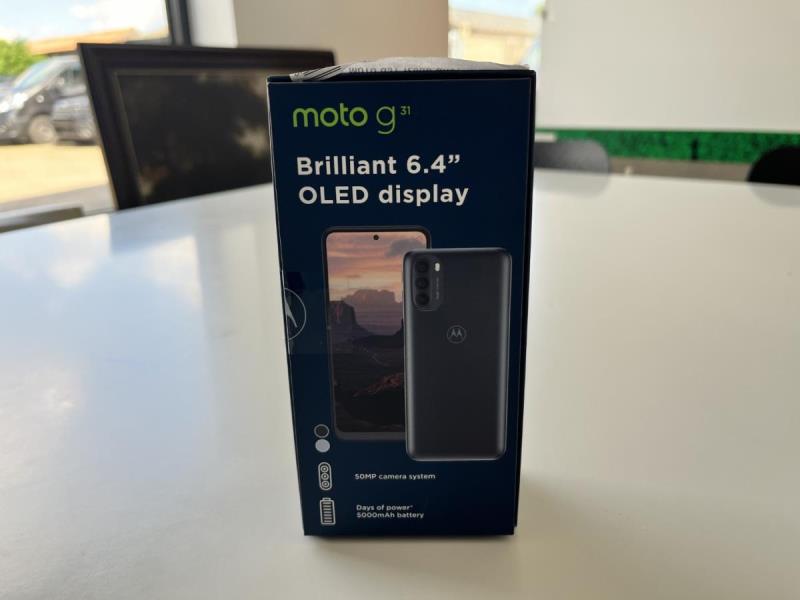 moto g31
Brilliant 6.4”
OLED display
50MP camera system
Days of power*
5000mAh battery